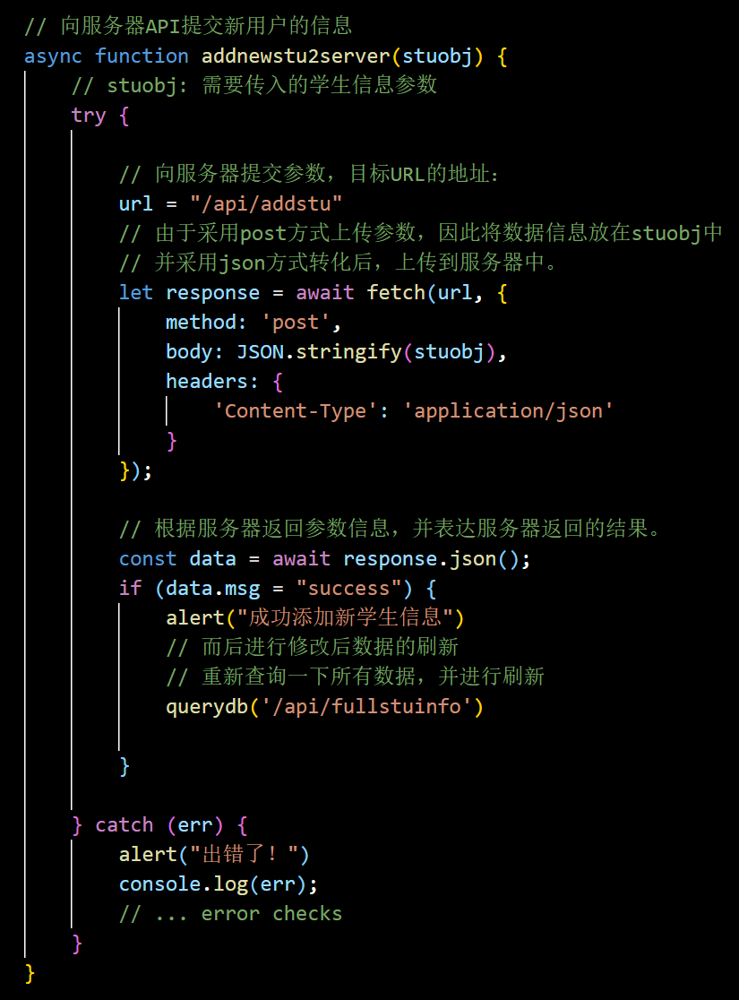 // 向服务器API提交新用户的信息
async function addnewstu2server(stuobj) {
// stuobj: 需要传入的学生信息参数
try {
// 向服务器提交参数，目标URL的地址：
url = "/api/addstu"
// 由于采用post方式上传参数，因此将数据信息放在stuobj中
// 并采用json方式转化后，上传到服务器中。
let response = await fetch(url, {
method: 'post',
body: JSON.stringify(stuobj),
headers: {
'Content-Type': 'application/json'
}
});
// 根据服务器返回参数信息，并表达服务器返回的结果。
const data = await response.json();
if (data.msg = "success") {
alert("成功添加新学生信息")
// 而后进行修改后数据的刷新
// 重新查询一下所有数据，并进行刷新
querydb('/api/fullstuinfo')
}
} catch (err) {
alert("出错了！")
console.log(err);
// ... error checks
}
}